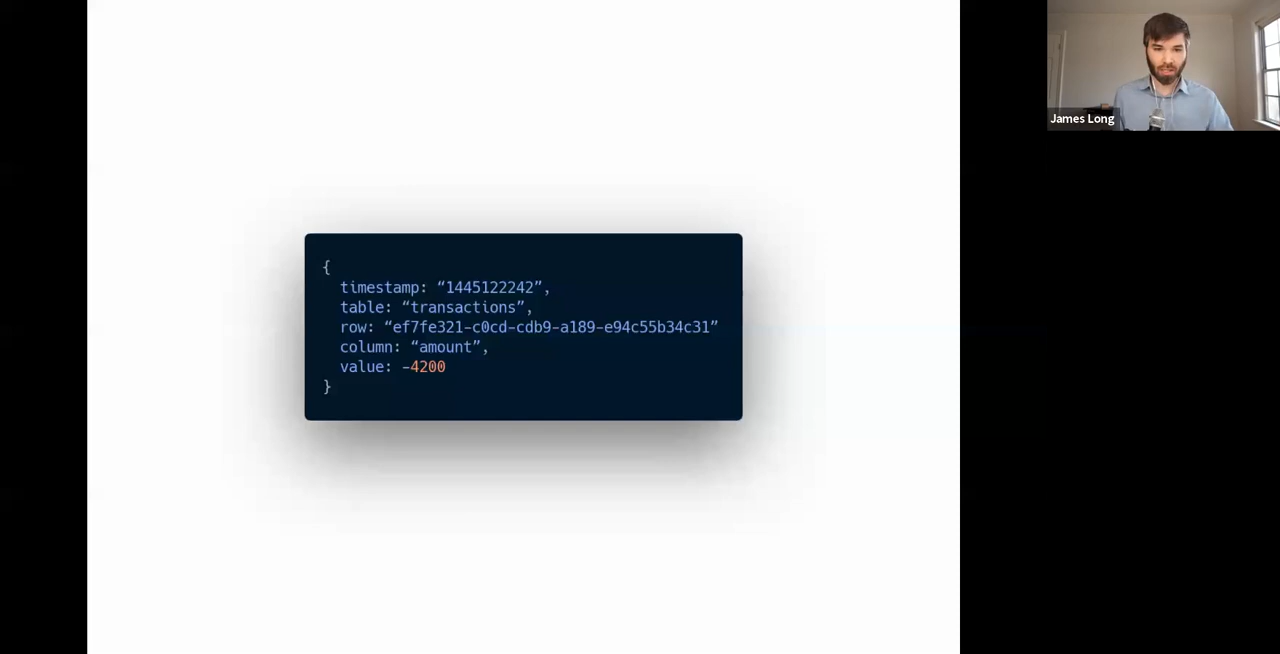 {
timestamp: “1445122242”,
table: “transactions”,
row: “ef7fe321-c0cd-cdb9-a189-e94c55b34c31”
column: “amount”,
value: -4200
}
James Long